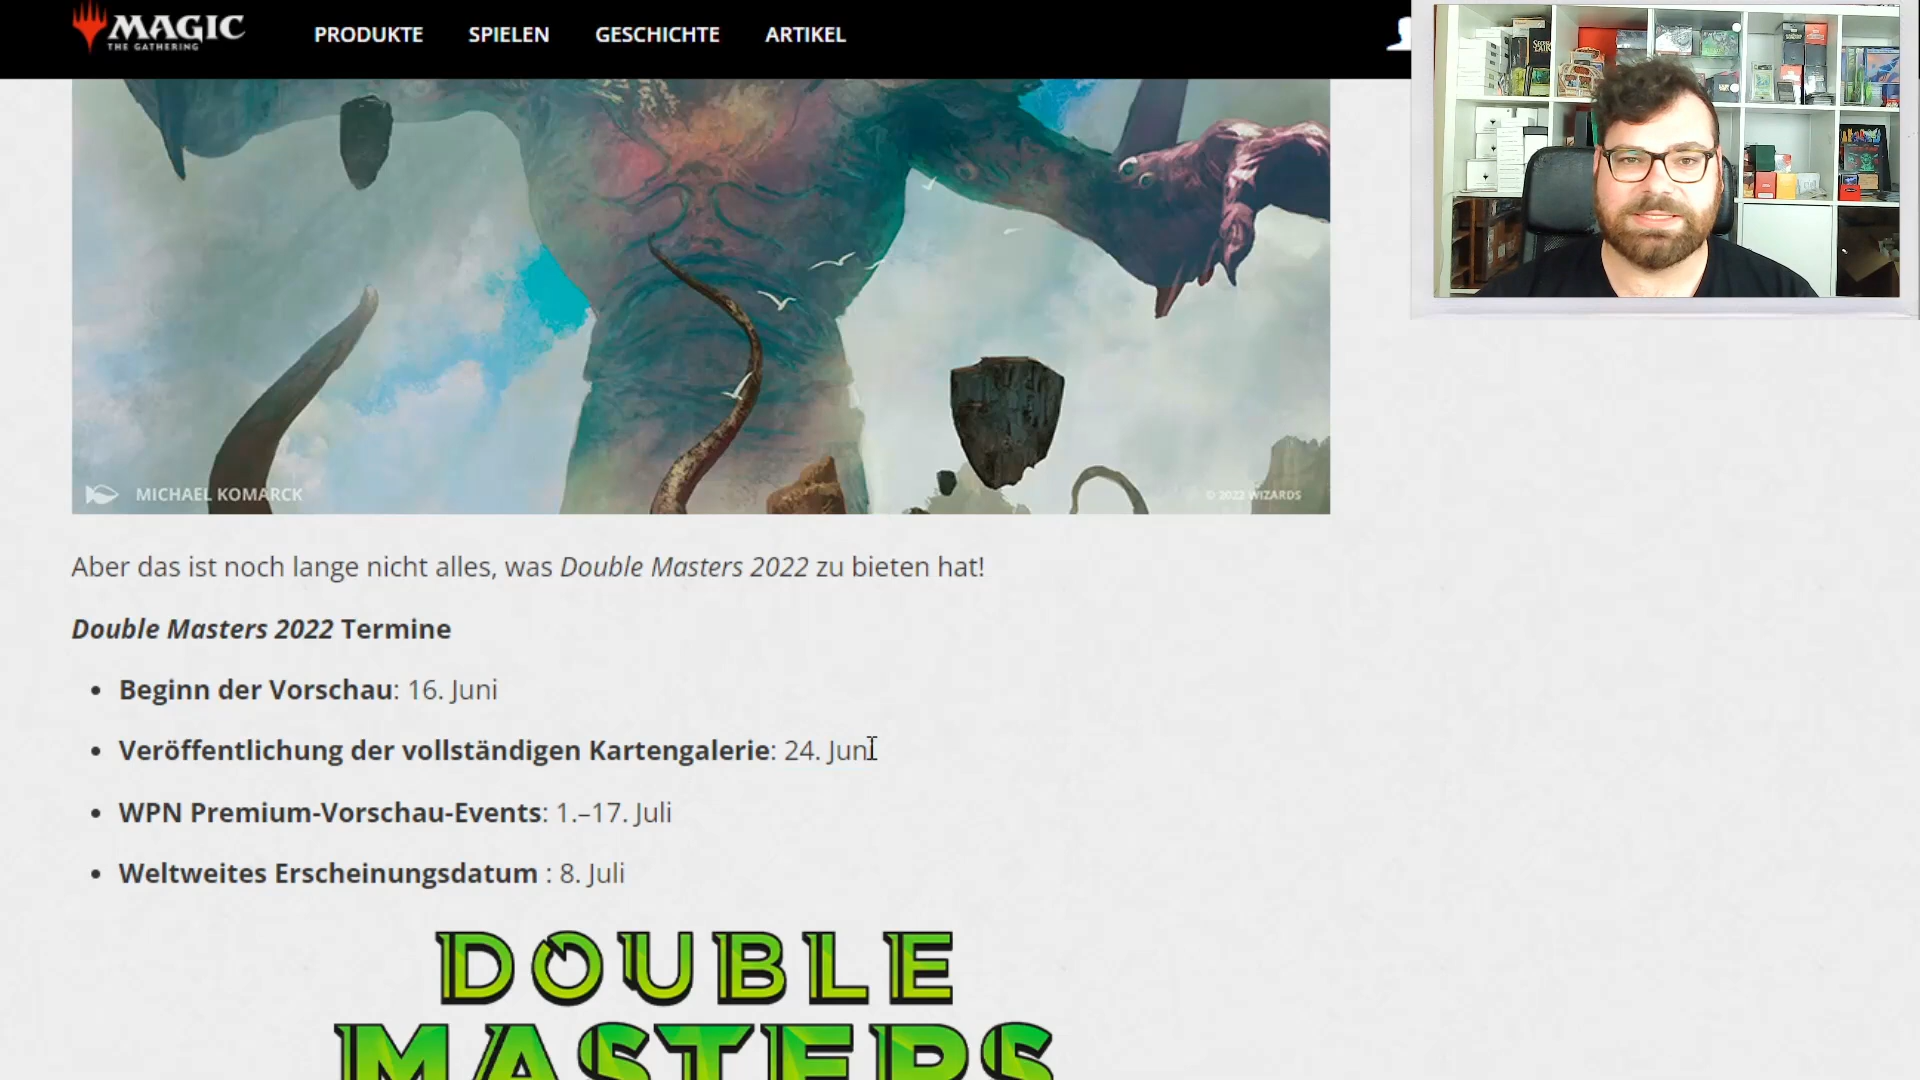 MAGIC
THE GATHERING
PRODUKTE
SPIELEN
GESCHICHTE
ARTIKEL
MICHAEL KOMARCK
© 2022 WIZARDS
Aber das ist noch lange nicht alles, was Double Masters 2022 zu bieten hat!
Double Masters 2022 Termine
• Beginn der Vorschau: 16. Juni
• Veröffentlichung der vollständigen Kartengalerie: 24. Juni
• WPN Premium-Vorschau-Events: 1.–17. Juli
• Weltweites Erscheinungsdatum : 8. Juli
DOUBLE
MASTERS